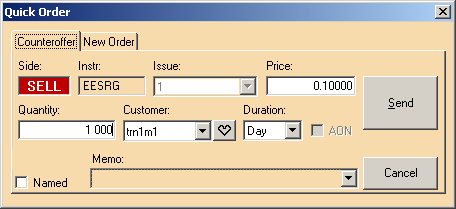 Quick Order
Counteroffer New Order
Side: Instr: Issue: Price:
SELL EESRG 1 0.10000
Send
Quantity: Customer: Duration:
1 000 trn1m1 Day AON
Memo:
Named Cancel